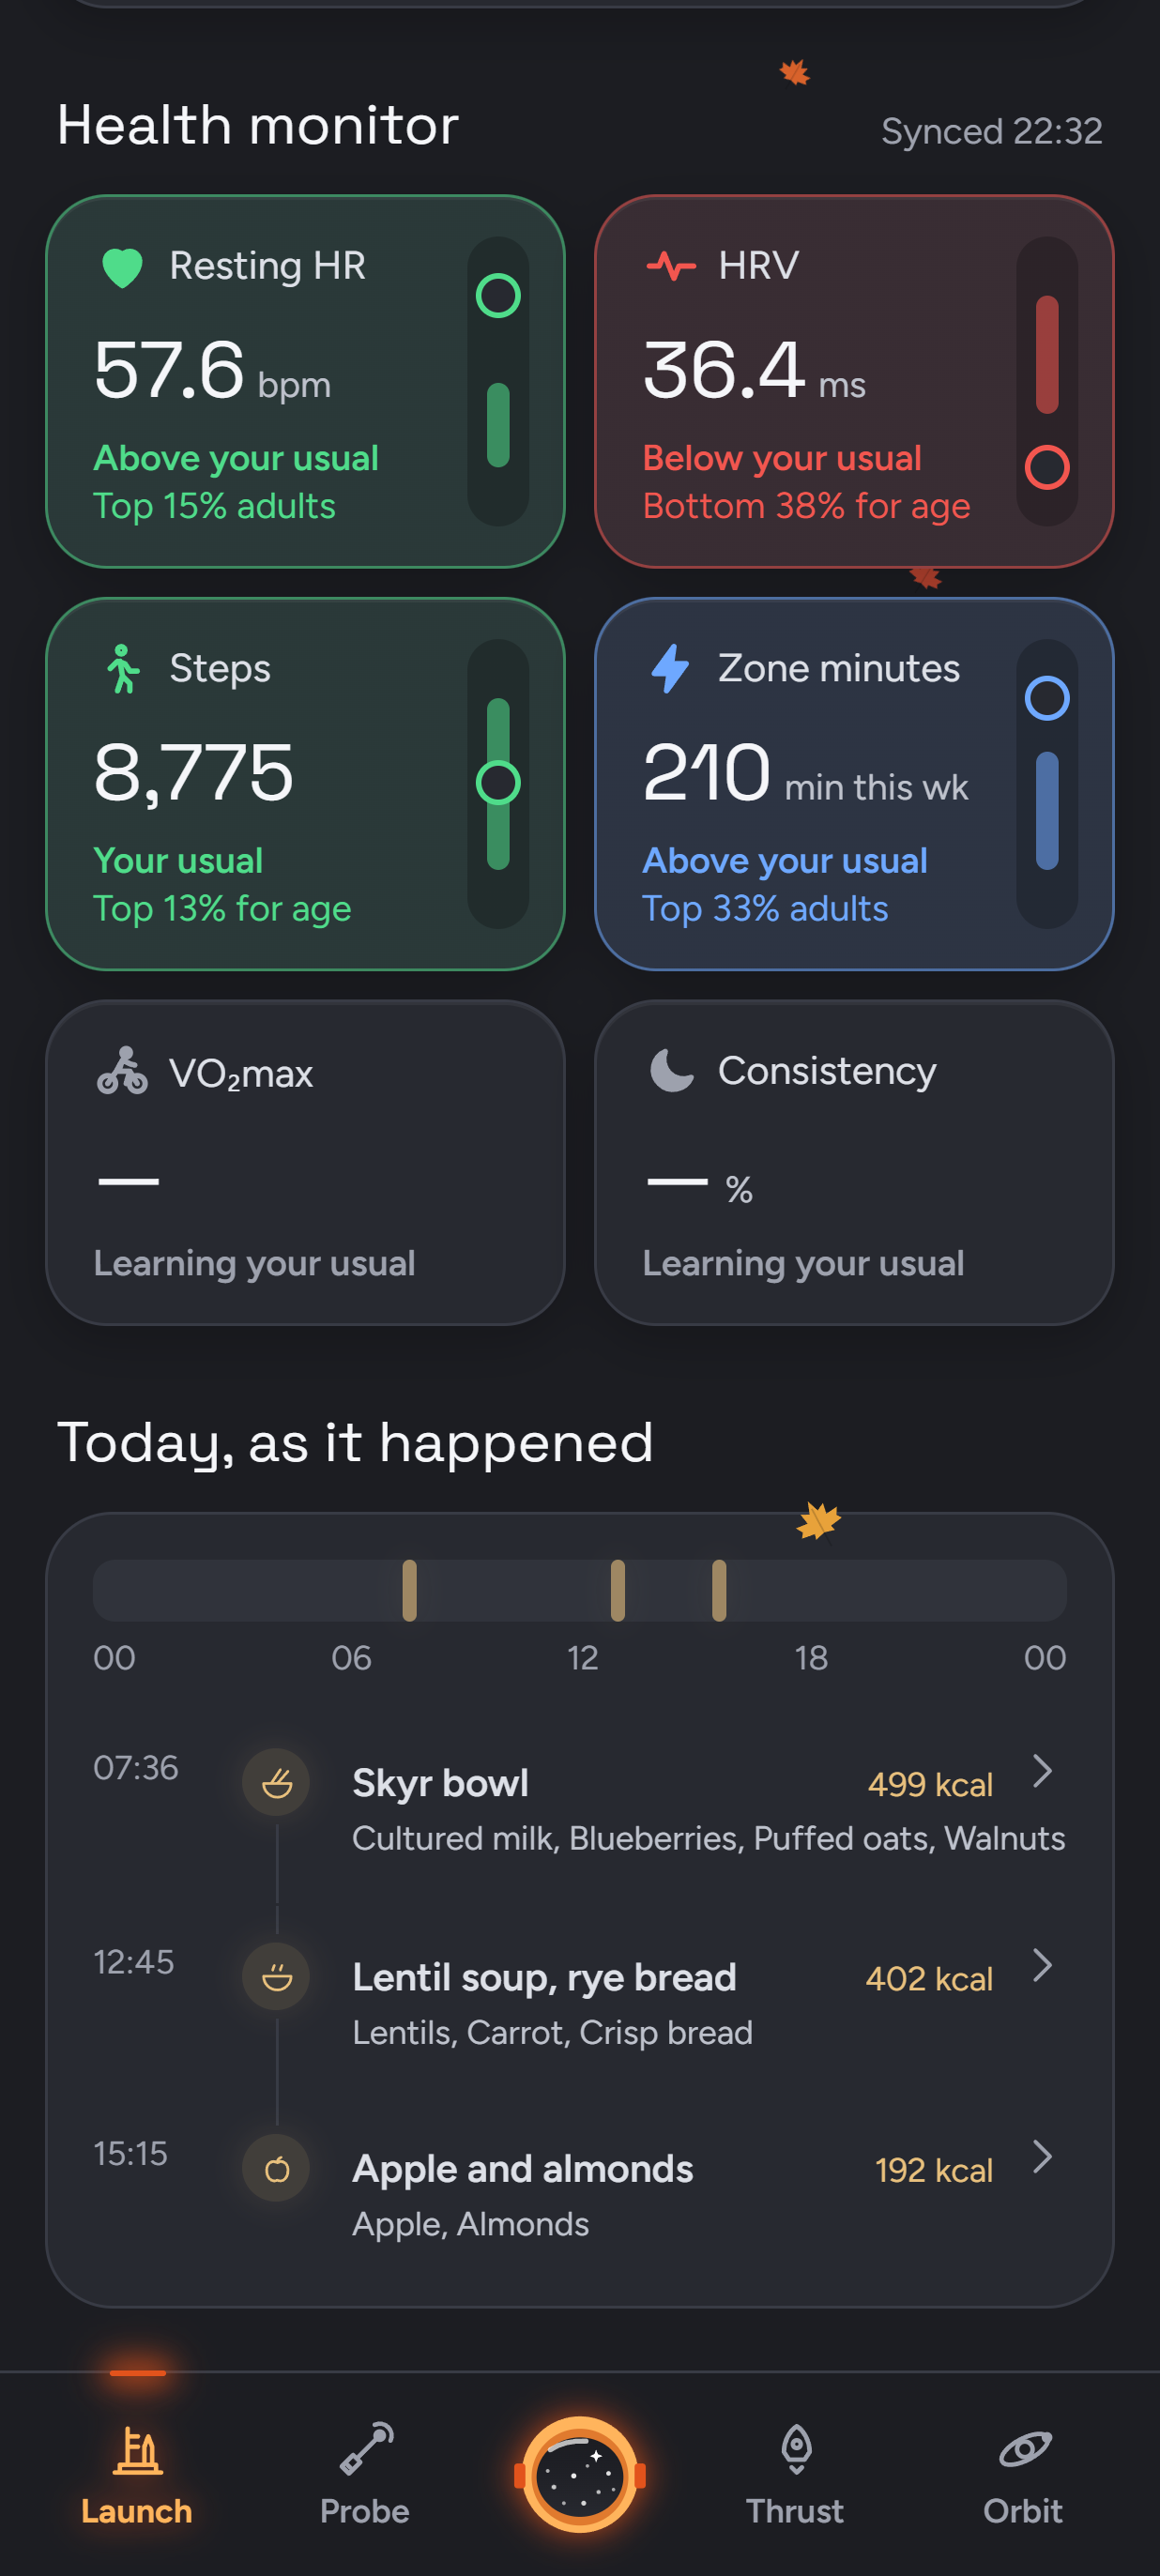 Health monitor
Synced 22:32
Resting HR
57.6 bpm
Above your usual
Top 15% adults
HRV
36.4 ms
Below your usual
Bottom 38% for age
Steps
8,775
Your usual
Top 13% for age
Zone minutes
210 min this wk
Above your usual
Top 33% adults
VO₂max
—
Learning your usual
Consistency
— %
Learning your usual
Today, as it happened
00 06 12 18 00
07:36
Skyr bowl
499 kcal
Cultured milk, Blueberries, Puffed oats, Walnuts
12:45
Lentil soup, rye bread
402 kcal
Lentils, Carrot, Crisp bread
15:15
Apple and almonds
192 kcal
Apple, Almonds
Launch
Probe
Thrust
Orbit